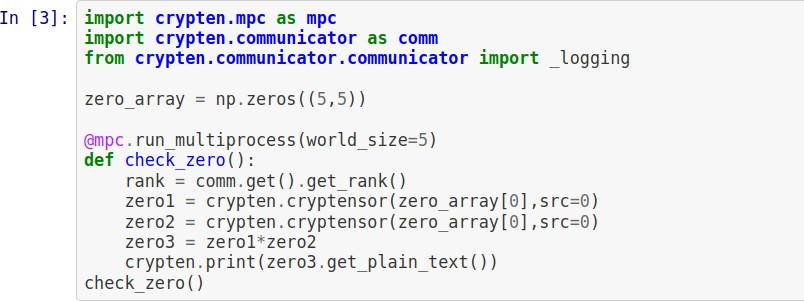 In [3]: import crypten.mpc as mpc
import crypten.communicator as comm
from crypten.communicator.communicator import _logging
zero_array = np.zeros((5,5))
@mpc.run_multiprocess(world_size=5)
def check_zero():
    rank = comm.get().get_rank()
    zero1 = crypten.cryptensor(zero_array[0],src=0)
    zero2 = crypten.cryptensor(zero_array[0],src=0)
    zero3 = zero1*zero2
    crypten.print(zero3.get_plain_text())
check_zero()